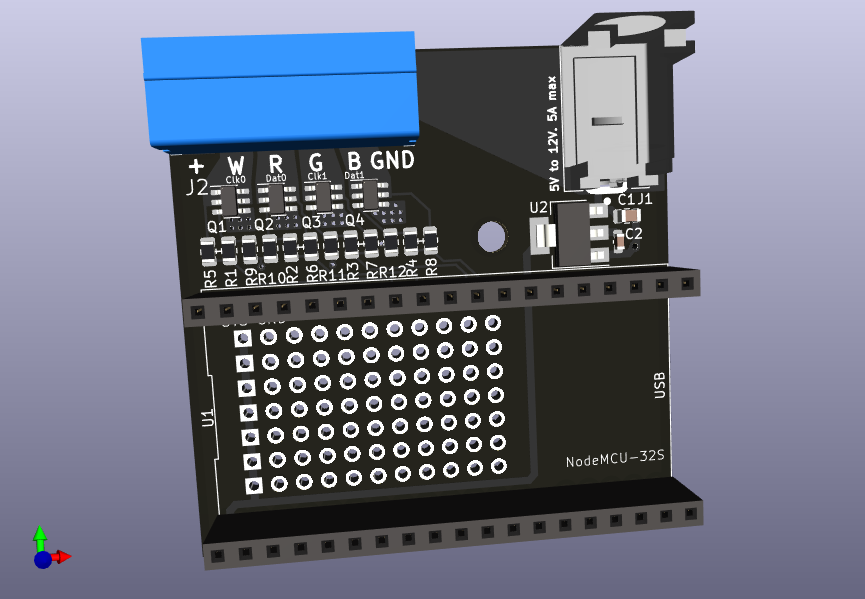 5V to 12V. 5A max
+ W R G B GND
J2
Clk0 Dat0 Clk1 Dat1
Q1 Q2 Q3 Q4
C1 J1
U2
C2
R5 R1 R9 R10 R2 R6 R11 R3 R7 R12 R4 R8
U1
USB
NodeMCU-32S